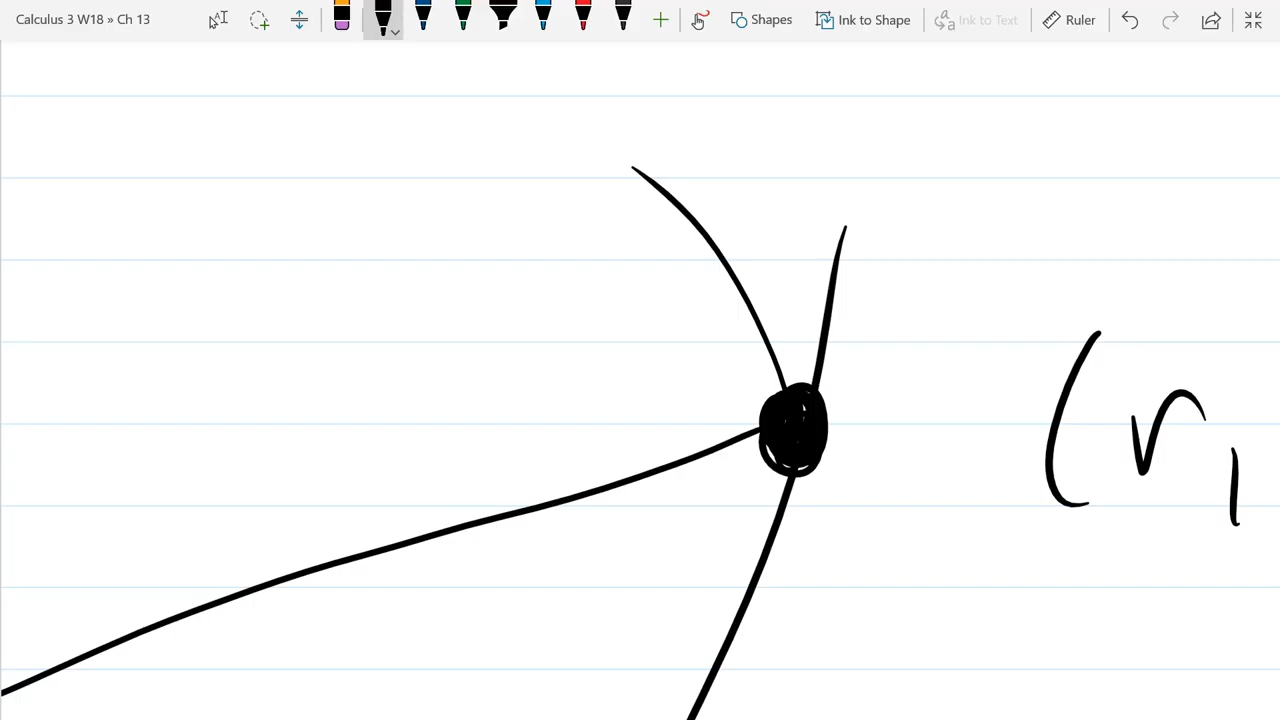 Calculus 3 W18 » Ch 13
Shapes
Ink to Shape
Ink to Text
Ruler
(r,